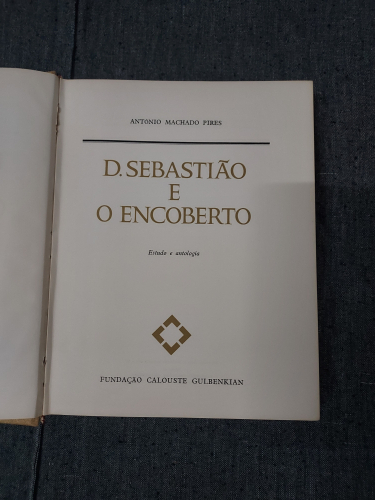 ANTÓNIO MACHADO PIRES
D. SEBASTIÃO
E
O ENCOBERTO
Estudo e antologia
FUNDAÇÃO CALOUSTE GULBENKIAN